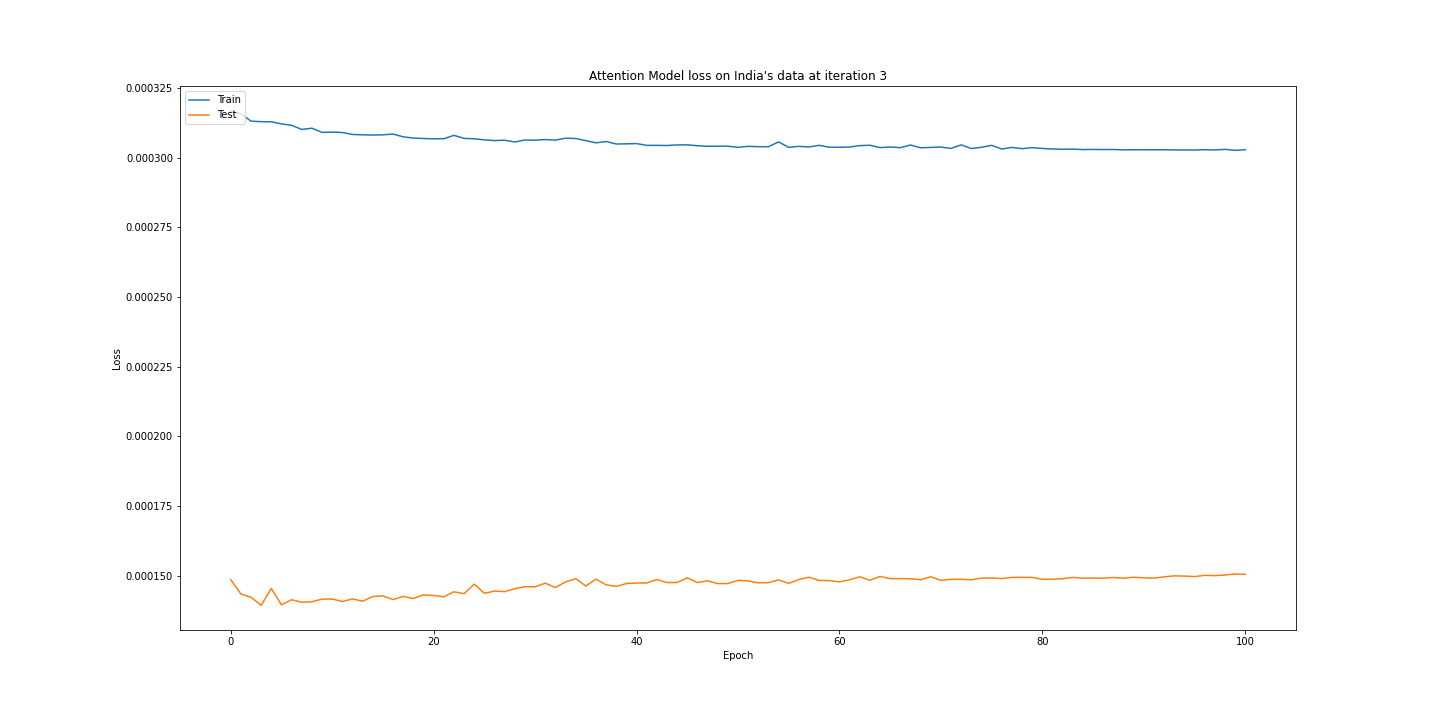 Attention Model loss on India's data at iteration 3
Train
Test
0.000325
0.000300
0.000275
0.000250
0.000225
0.000200
0.000175
0.000150
Loss
0 20 40 60 80 100
Epoch